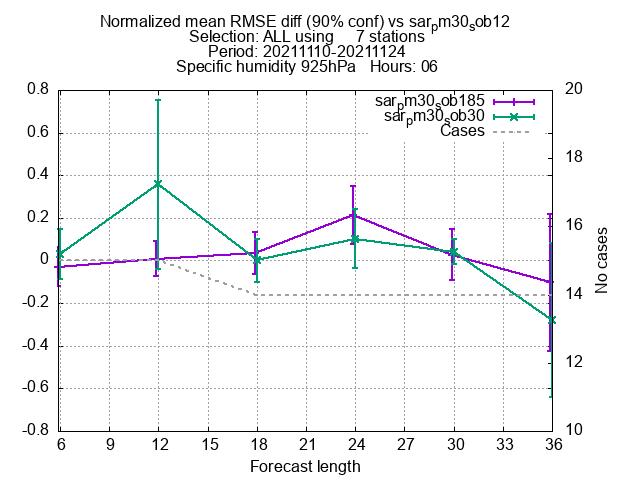 Normalized mean RMSE diff (90% conf) vs sarpm30sob12
Selection: ALL using     7 stations
Period: 20211110-20211124
Specific humidity 925hPa   Hours: 06
sarpm30sob185
sarpm30sob30
Cases
0.8
0.6
0.4
0.2
0
-0.2
-0.4
-0.6
-0.8
20
18
16
14
12
10
No cases
6 9 12 15 18 21 24 27 30 33 36
Forecast length